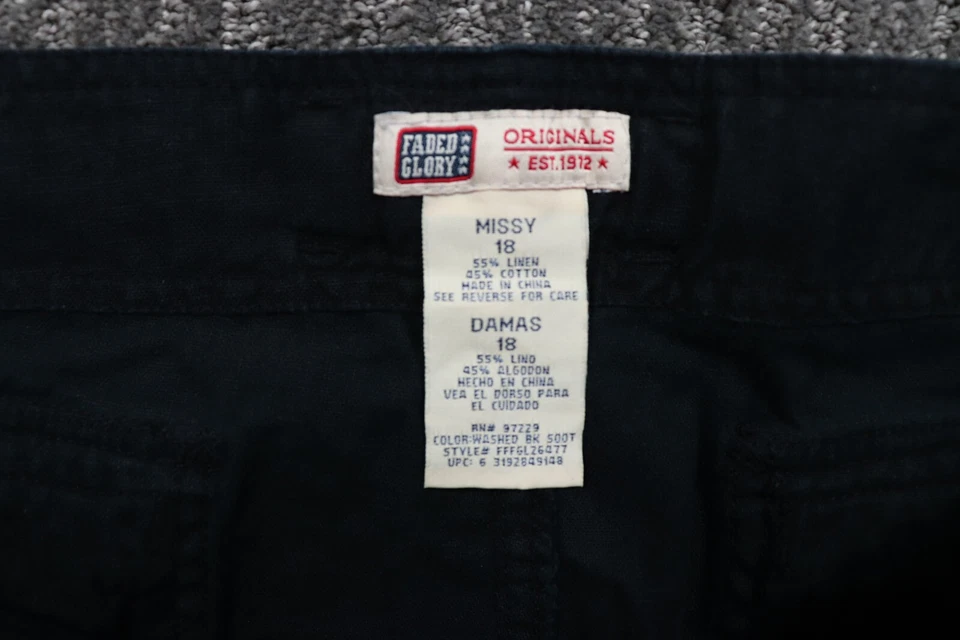 FADED
GLORY
ORIGINALS
★ EST.1972 ★
MISSY
18
55% LINEN
45% COTTON
MADE IN CHINA
SEE REVERSE FOR CARE
DAMAS
18
55% LINO
45% ALGODON
HECHO EN CHINA
VEA EL DORSO PARA
EL CUIDADO
RN# 97229
COLOR:WASHED BK SOOT
STYLE# FFFGL26477
UPC: 6 3192849148